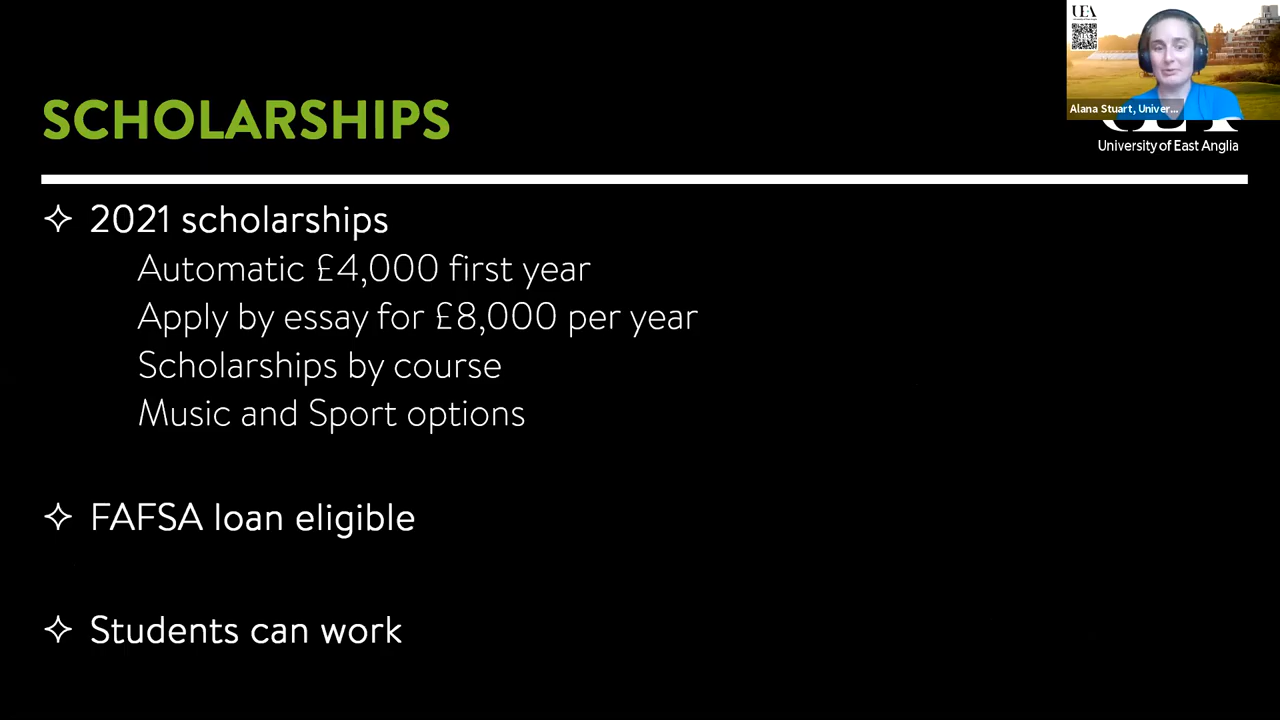 UEA
Alana Stuart, Univer...
SCHOLARSHIPS
University of East Anglia
2021 scholarships
Automatic £4,000 first year
Apply by essay for £8,000 per year
Scholarships by course
Music and Sport options
FAFSA loan eligible
Students can work